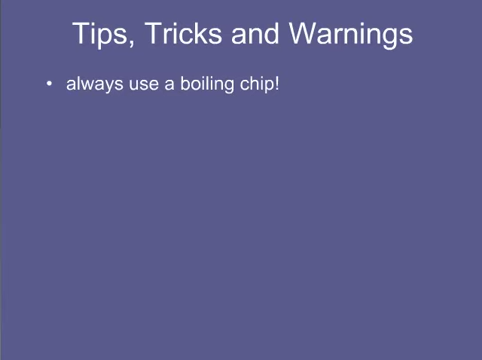 Tips, Tricks and Warnings
• always use a boiling chip!